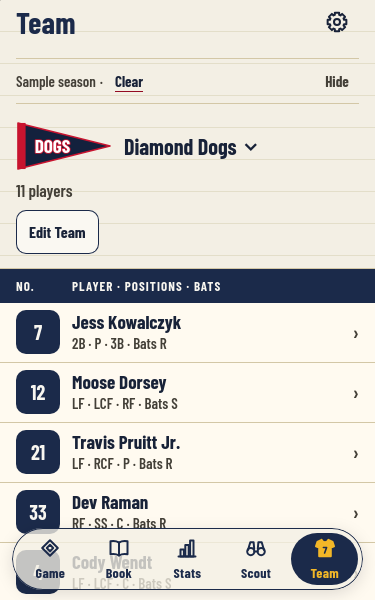 Team
Sample season · Clear Hide
DOGS Diamond Dogs
11 players
Edit Team
NO. PLAYER · POSITIONS · BATS
7 Jess Kowalczyk
2B · P · 3B · Bats R
12 Moose Dorsey
LF · LCF · RF · Bats S
21 Travis Pruitt Jr.
LF · RCF · P · Bats R
33 Dev Raman
RF · SS · C · Bats R
Cody Wendt
LF · LCF · C · Bats S
7
Game Book Stats Scout Team